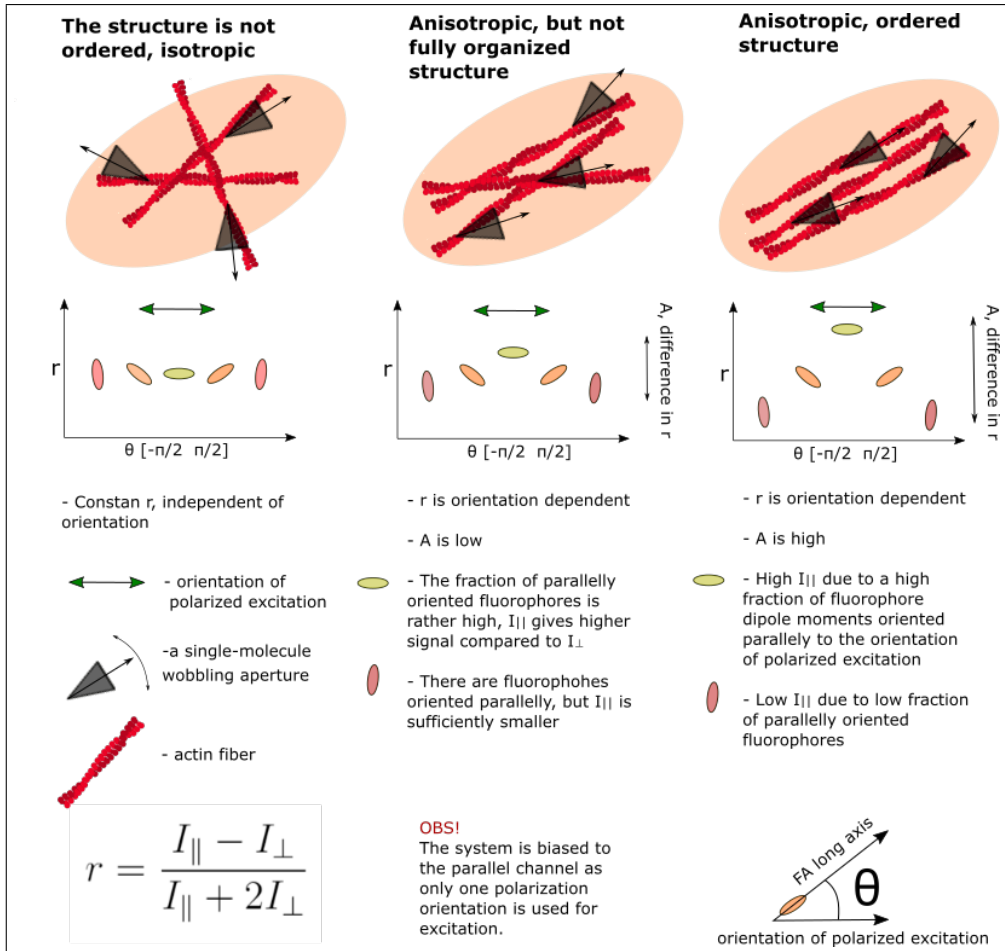 The structure is not
ordered, isotropic
Anisotropic, but not
fully organized
structure
Anisotropic, ordered
structure
r
θ [-π/2 π/2]
r
θ [-π/2 π/2]
A, difference in r
r
θ [-π/2 π/2]
A, difference in r
- Constan r, independent of
orientation
- orientation of
polarized excitation
-a single-molecule
wobbling aperture
- actin fiber
r = (I∥ − I⊥) / (I∥ + 2I⊥)
- r is orientation dependent
- A is low
- The fraction of parallelly
oriented fluorophores is
rather high, I|| gives higher
signal compared to I⊥
- There are fluorophohes
oriented parallelly, but I|| is
sufficiently smaller
OBS!
The system is biased to
the parallel channel as
only one polarization
orientation is used for
excitation.
- r is orientation dependent
- A is high
- High I|| due to a high
fraction of fluorophore
dipole moments oriented
parallely to the orientation
of polarized excitation
- Low I|| due to low fraction
of parallelly oriented
fluorophores
FA long axis
θ
orientation of polarized excitation